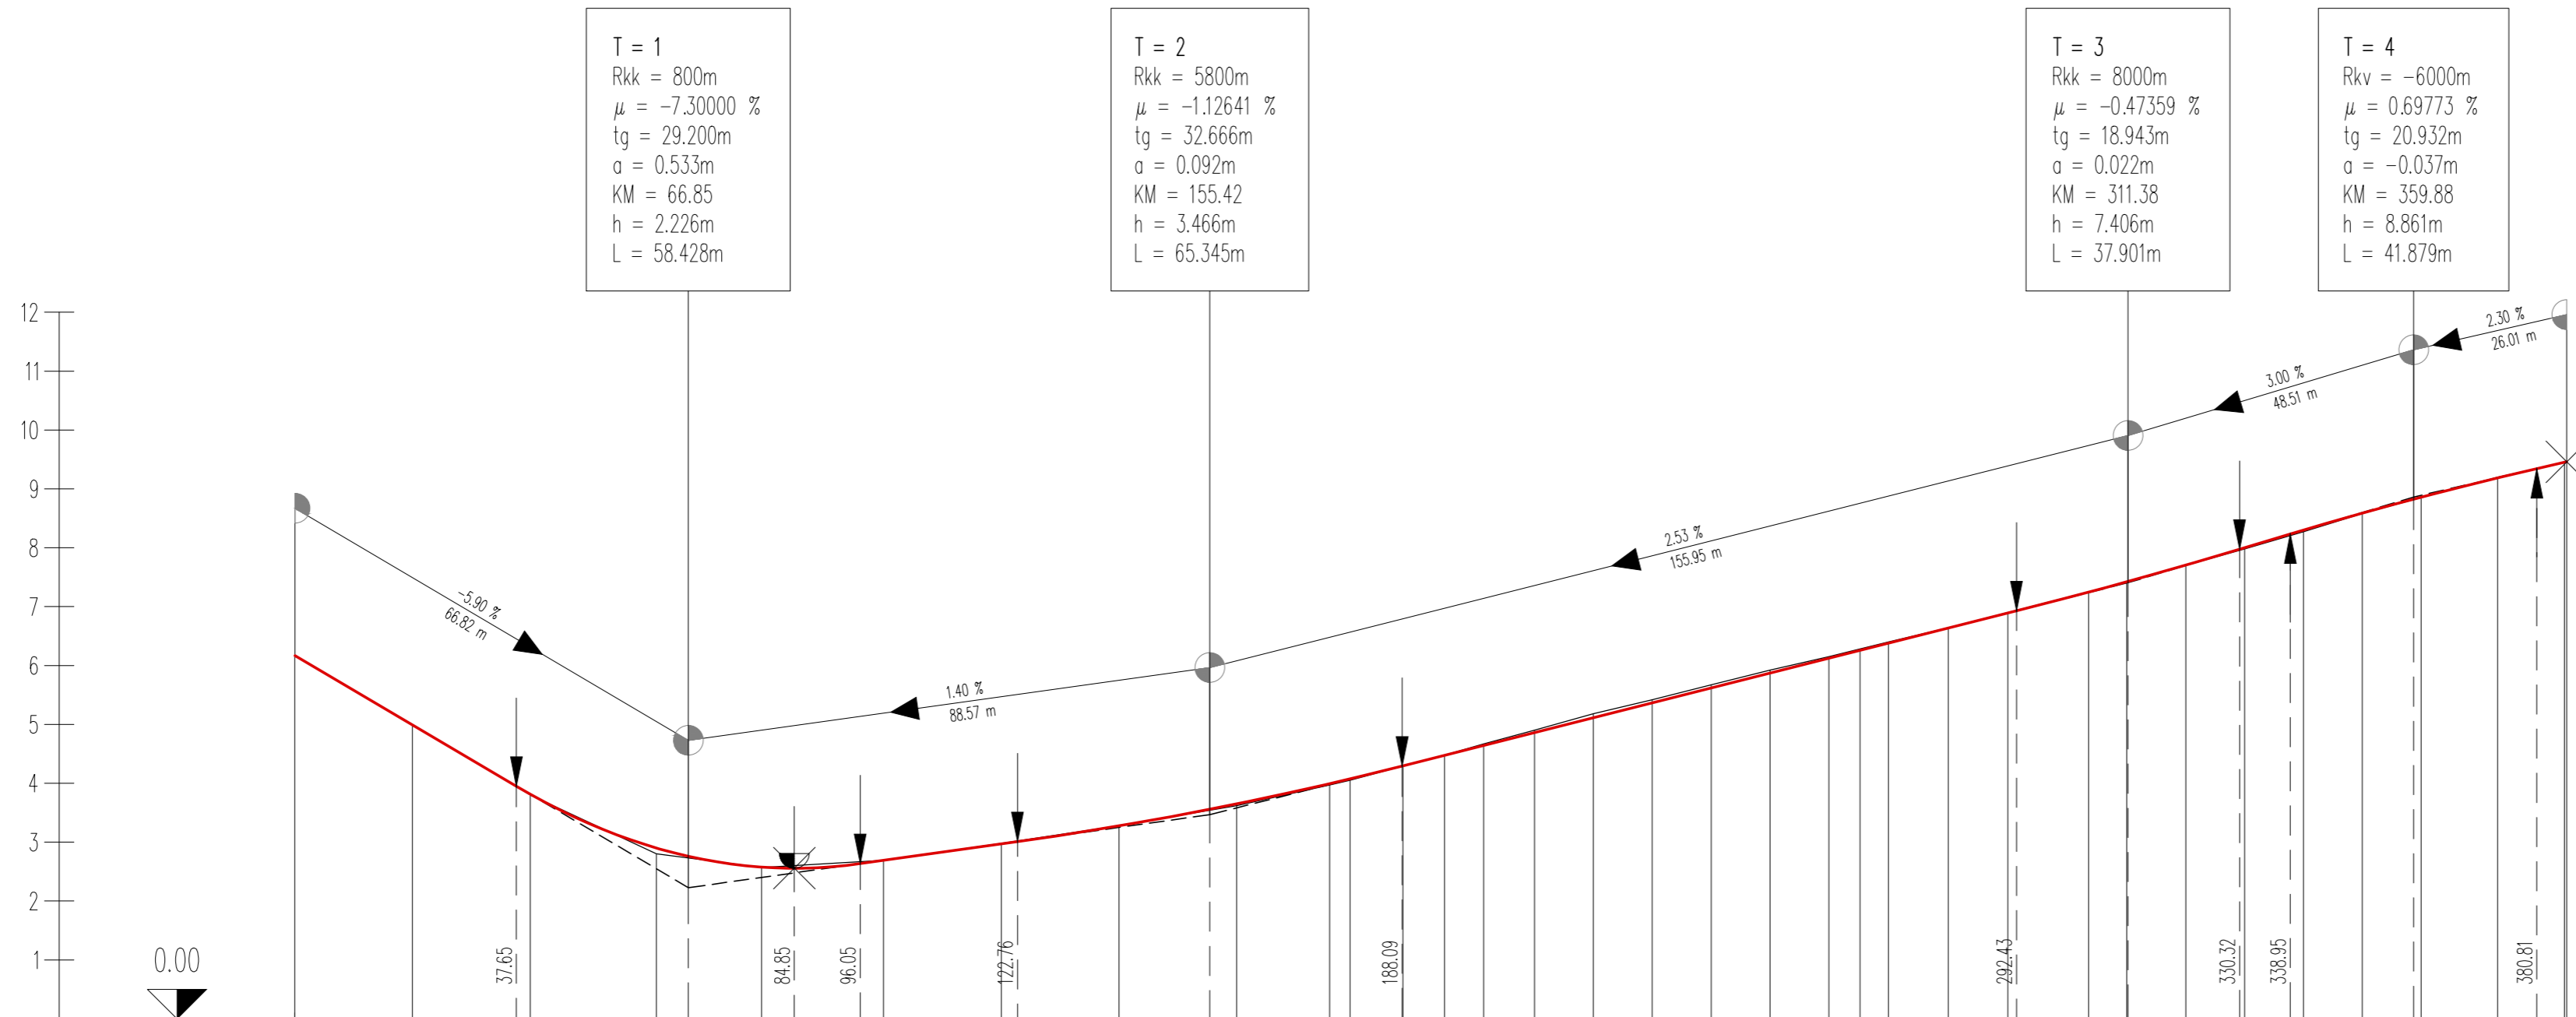 T = 1
Rkk = 800m
μ = -7.30000 %
tg = 29.200m
a = 0.533m
KM = 66.85
h = 2.226m
L = 58.428m
T = 2
Rkk = 5800m
μ = -1.12641 %
tg = 32.666m
a = 0.092m
KM = 155.42
h = 3.466m
L = 65.345m
T = 3
Rkk = 8000m
μ = -0.47359 %
tg = 18.943m
a = 0.022m
KM = 311.38
h = 7.406m
L = 37.901m
T = 4
Rkv = -6000m
μ = 0.69773 %
tg = 20.932m
a = -0.037m
KM = 359.88
h = 8.861m
L = 41.879m
12
11
10
9
8
7
6
5
4
3
2
1
0.00
-5.90 %
66.82 m
1.40 %
88.57 m
2.53 %
155.95 m
3.00 %
48.51 m
2.30 %
26.01 m
37.65
84.85
96.05
122.76
188.09
292.43
330.32
338.95
380.81